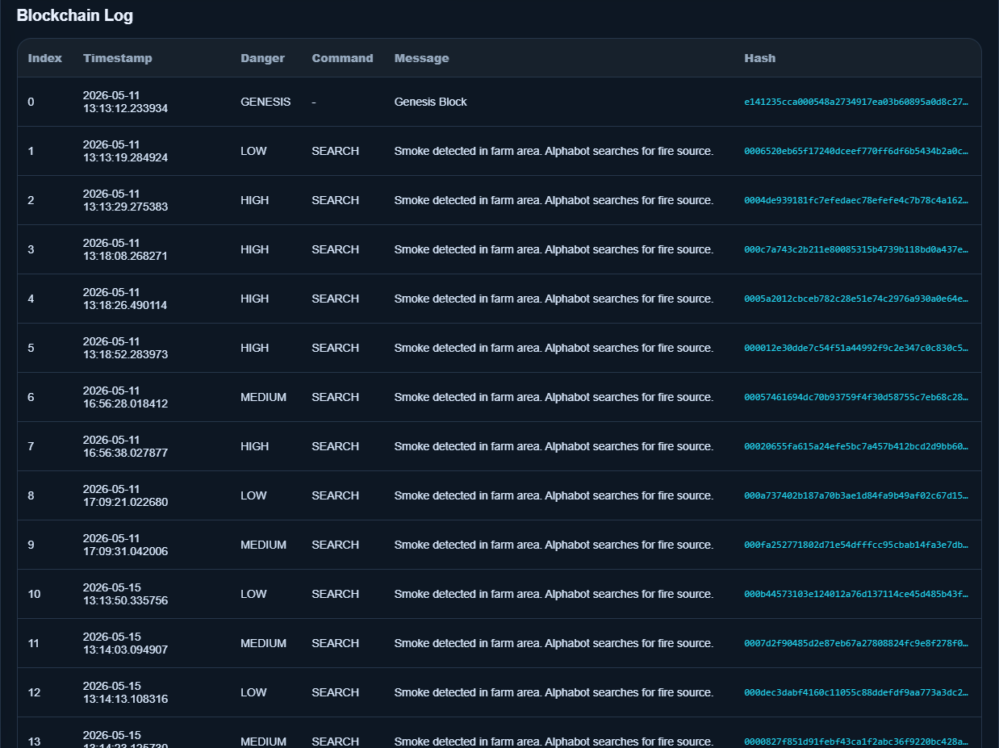 Blockchain Log
Index Timestamp Danger Command Message Hash
0 2026-05-11 13:13:12.233934 GENESIS - Genesis Block e141235cca000548a2734917ea03b60895a0d8c27…
1 2026-05-11 13:13:19.284924 LOW SEARCH Smoke detected in farm area. Alphabot searches for fire source. 0006520eb65f17240dceef770ff6df6b5434b2a0c…
2 2026-05-11 13:13:29.275383 HIGH SEARCH Smoke detected in farm area. Alphabot searches for fire source. 0004de939181fc7efedaec78efefe4c7b78c4a162…
3 2026-05-11 13:18:08.268271 HIGH SEARCH Smoke detected in farm area. Alphabot searches for fire source. 000c7a743c2b211e80085315b4739b118bd0a437e…
4 2026-05-11 13:18:26.490114 HIGH SEARCH Smoke detected in farm area. Alphabot searches for fire source. 0005a2012cbceb782c28e51e74c2976a930a0e64e…
5 2026-05-11 13:18:52.283973 HIGH SEARCH Smoke detected in farm area. Alphabot searches for fire source. 000012e30dde7c54f51a44992f9c2e347c0c830c5…
6 2026-05-11 16:56:28.018412 MEDIUM SEARCH Smoke detected in farm area. Alphabot searches for fire source. 00057461694dc70b93759f4f30d58755c7eb68c28…
7 2026-05-11 16:56:38.027877 HIGH SEARCH Smoke detected in farm area. Alphabot searches for fire source. 00020655fa615a24efe5bc7a457b412bcd2d9bb60…
8 2026-05-11 17:09:21.022680 LOW SEARCH Smoke detected in farm area. Alphabot searches for fire source. 000a737402b187a70b3ae1d84fa9b49af02c67d15…
9 2026-05-11 17:09:31.042006 MEDIUM SEARCH Smoke detected in farm area. Alphabot searches for fire source. 000fa252771802d71e54dfffcc95cbab14fa3e7db…
10 2026-05-15 13:13:50.335756 LOW SEARCH Smoke detected in farm area. Alphabot searches for fire source. 000b44573103e124012a76d137114ce45d485b43f…
11 2026-05-15 13:14:03.094907 MEDIUM SEARCH Smoke detected in farm area. Alphabot searches for fire source. 0007d2f90485d2e87eb67a27808824fc9e8f278f0…
12 2026-05-15 13:14:13.108316 LOW SEARCH Smoke detected in farm area. Alphabot searches for fire source. 000dec3dabf4160c11055c88ddefdf9aa773a3dc2…
13 2026-05-15 MEDIUM SEARCH Smoke detected in farm area. Alphabot searches for fire source. 0000827f851d91febf43ca1f2abc36f9220bc428a…